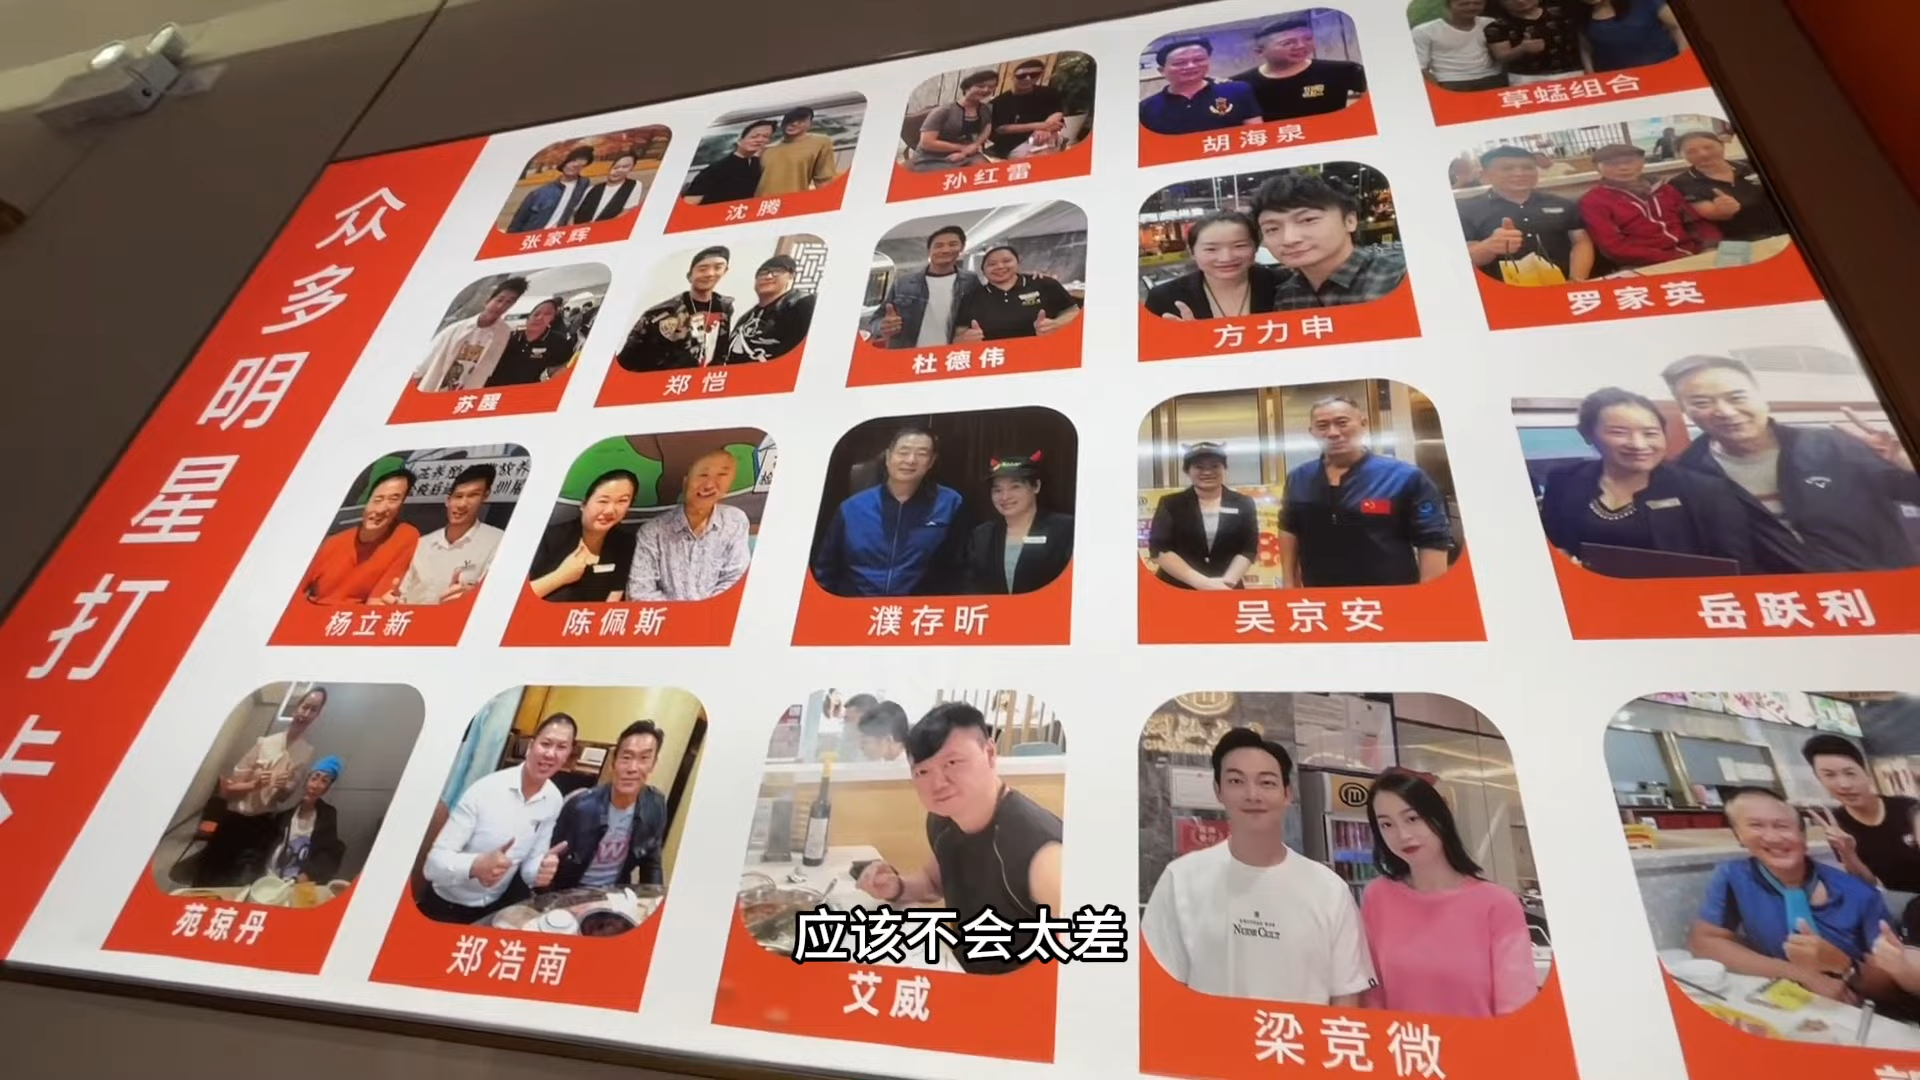 众多明星打卡
张家辉
沈腾
孙红雷
胡海泉
草蜢组合
苏醒
郑恺
杜德伟
方力申
罗家英
杨立新
陈佩斯
濮存昕
吴京安
岳跃利
苑琼丹
郑浩南
艾威
梁竞微
NUEMI CULT
应该不会太差